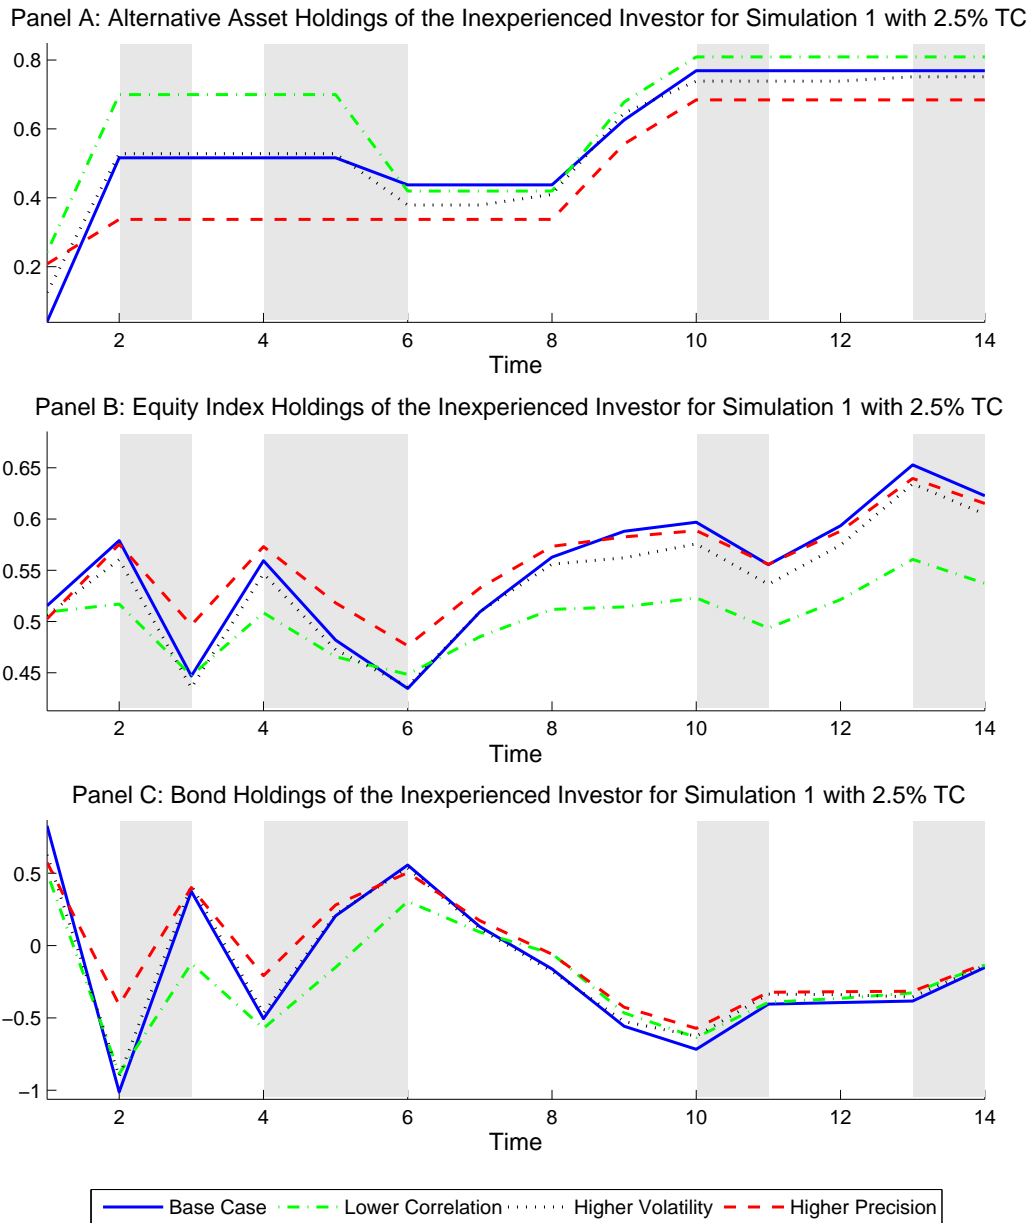 Panel A: Alternative Asset Holdings of the Inexperienced Investor for Simulation 1 with 2.5% TC
0.8
0.6
0.4
0.2
2 4 6 8 10 12 14
Time
Panel B: Equity Index Holdings of the Inexperienced Investor for Simulation 1 with 2.5% TC
0.65
0.6
0.55
0.5
0.45
2 4 6 8 10 12 14
Time
Panel C: Bond Holdings of the Inexperienced Investor for Simulation 1 with 2.5% TC
0.5
0
−0.5
−1
2 4 6 8 10 12 14
Time
Base Case Lower Correlation Higher Volatility Higher Precision